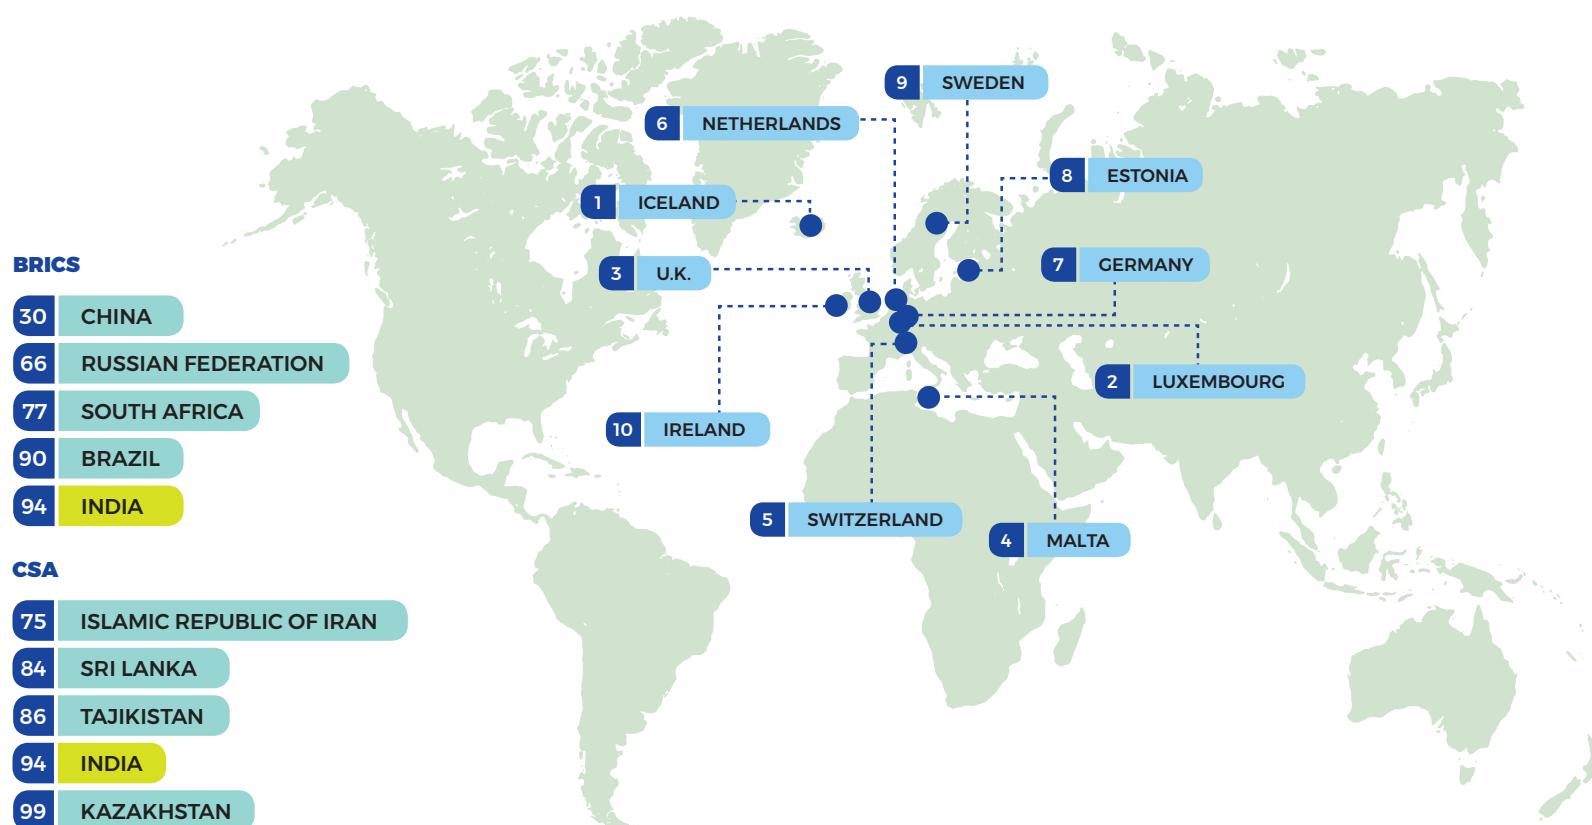 BRICS
30 CHINA
66 RUSSIAN FEDERATION
77 SOUTH AFRICA
90 BRAZIL
94 INDIA
CSA
75 ISLAMIC REPUBLIC OF IRAN
84 SRI LANKA
86 TAJIKISTAN
94 INDIA
99 KAZAKHSTAN
9 SWEDEN
6 NETHERLANDS
8 ESTONIA
1 ICELAND
7 GERMANY
3 U.K.
2 LUXEMBOURG
10 IRELAND
5 SWITZERLAND
4 MALTA